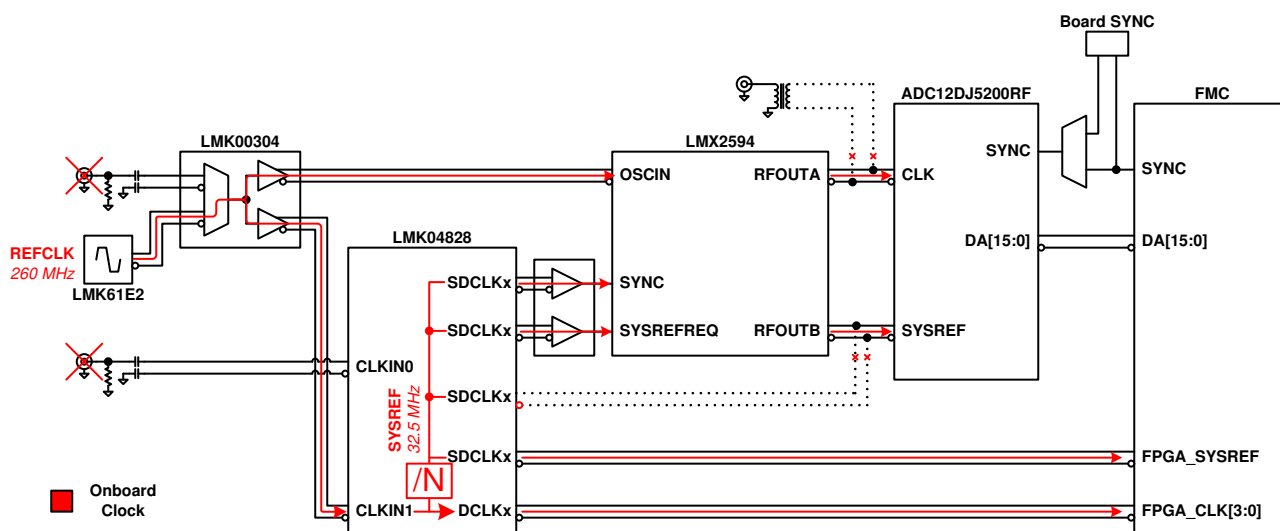 Board SYNC
ADC12DJ5200RF
FMC
LMK00304
LMX2594
SYNC
SYNC
OSCIN
RFOUTA
CLK
DA[15:0]
DA[15:0]
LMK04828
REFCLK
260 MHz
LMK61E2
SDCLKx
SYNC
SDCLKx
SYSREFREQ
RFOUTB
SYSREF
CLKIN0
SYSREF
32.5 MHz
SDCLKx
SDCLKx
FPGA_SYSREF
/N
Onboard
Clock
CLKIN1
DCLKx
FPGA_CLK[3:0]